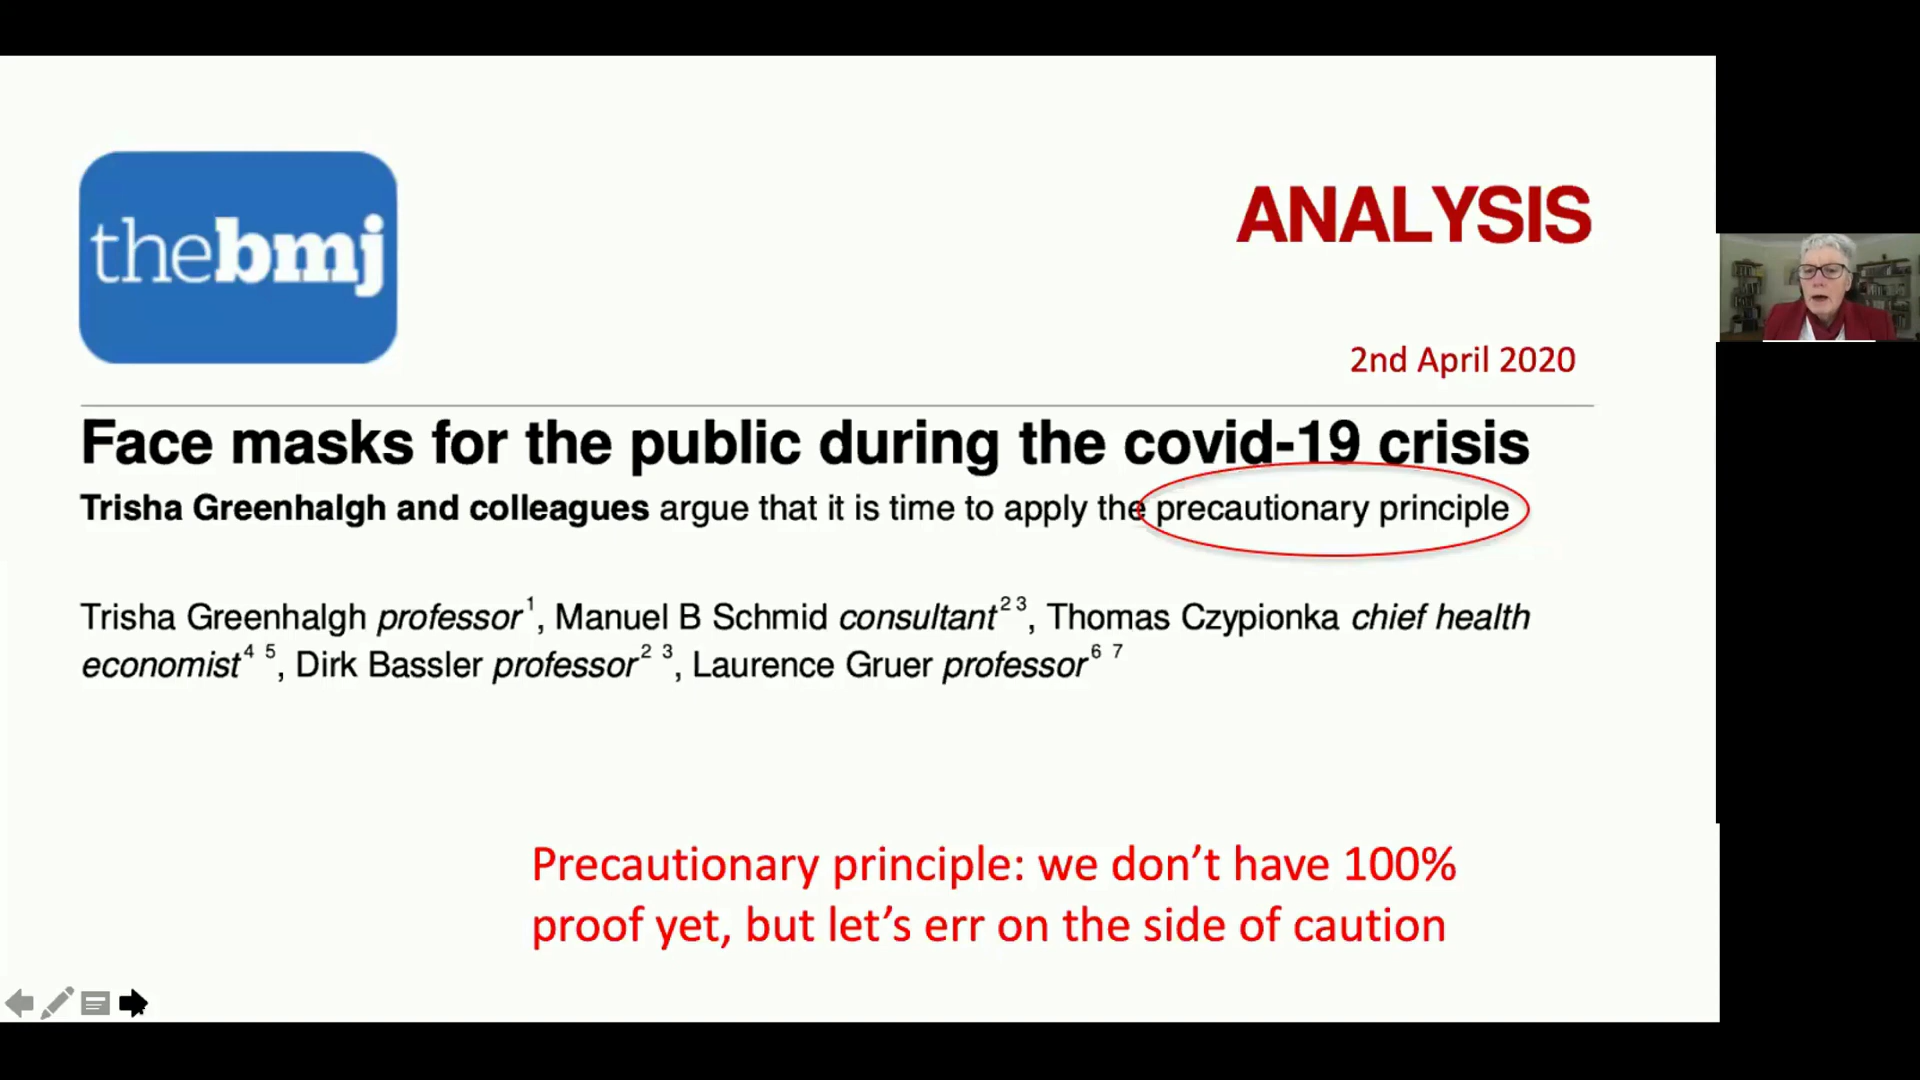 thebmj
ANALYSIS
2nd April 2020
Face masks for the public during the covid-19 crisis
Trisha Greenhalgh and colleagues argue that it is time to apply the precautionary principle
Trisha Greenhalgh professor¹, Manuel B Schmid consultant² ³, Thomas Czypionka chief health
economist⁴ ⁵, Dirk Bassler professor² ³, Laurence Gruer professor⁶ ⁷
Precautionary principle: we don’t have 100%
proof yet, but let’s err on the side of caution